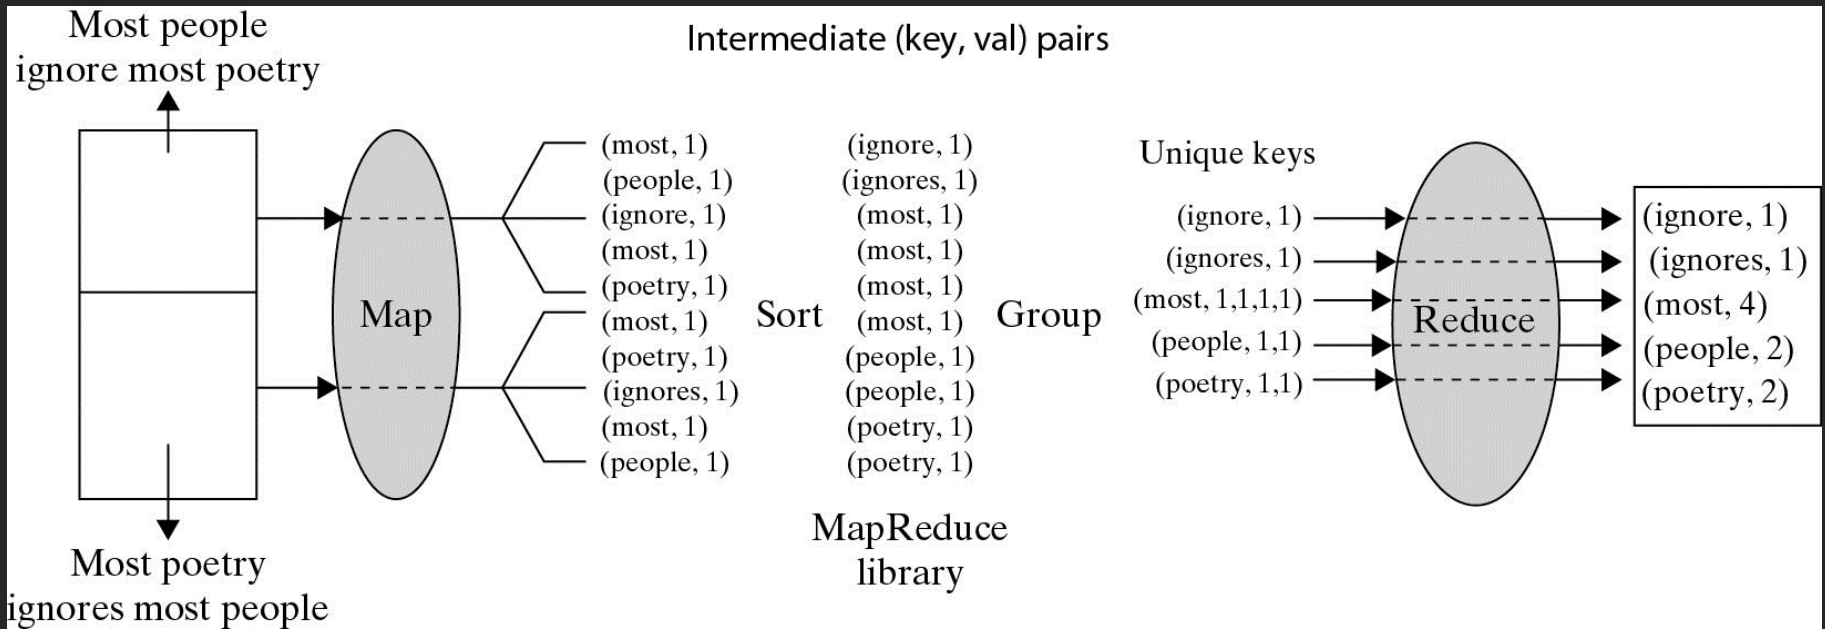 Most people
ignore most poetry
Intermediate (key, val) pairs
Map
(most, 1)
(people, 1)
(ignore, 1)
(most, 1)
(poetry, 1)
(most, 1)
(poetry, 1)
(ignores, 1)
(most, 1)
(people, 1)
Sort
(ignore, 1)
(ignores, 1)
(most, 1)
(most, 1)
(most, 1)
(most, 1)
(people, 1)
(people, 1)
(poetry, 1)
(poetry, 1)
Group
Unique keys
(ignore, 1)
(ignores, 1)
(most, 1,1,1,1)
(people, 1,1)
(poetry, 1,1)
Reduce
(ignore, 1)
(ignores, 1)
(most, 4)
(people, 2)
(poetry, 2)
MapReduce
library
Most poetry
ignores most people